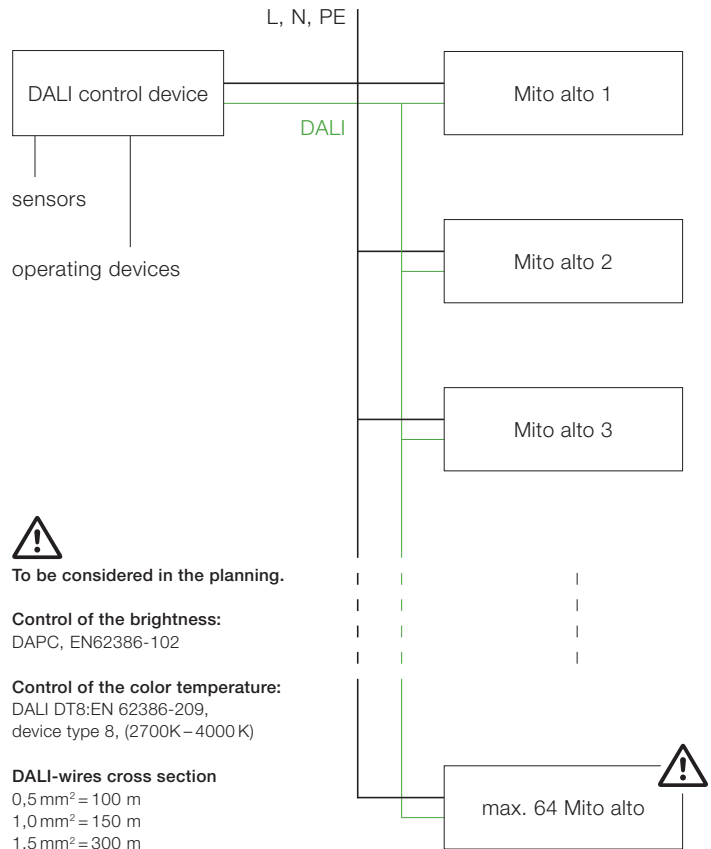 L, N, PE
DALI control device
Mito alto 1
DALI
sensors
Mito alto 2
operating devices
Mito alto 3
To be considered in the planning.
Control of the brightness:
DAPC, EN62386-102
Control of the color temperature:
DALI DT8:EN 62386-209,
device type 8, (2700K – 4000 K)
DALI-wires cross section
0,5 mm² = 100 m
1,0 mm² = 150 m
1,5 mm² = 300 m
max. 64 Mito alto